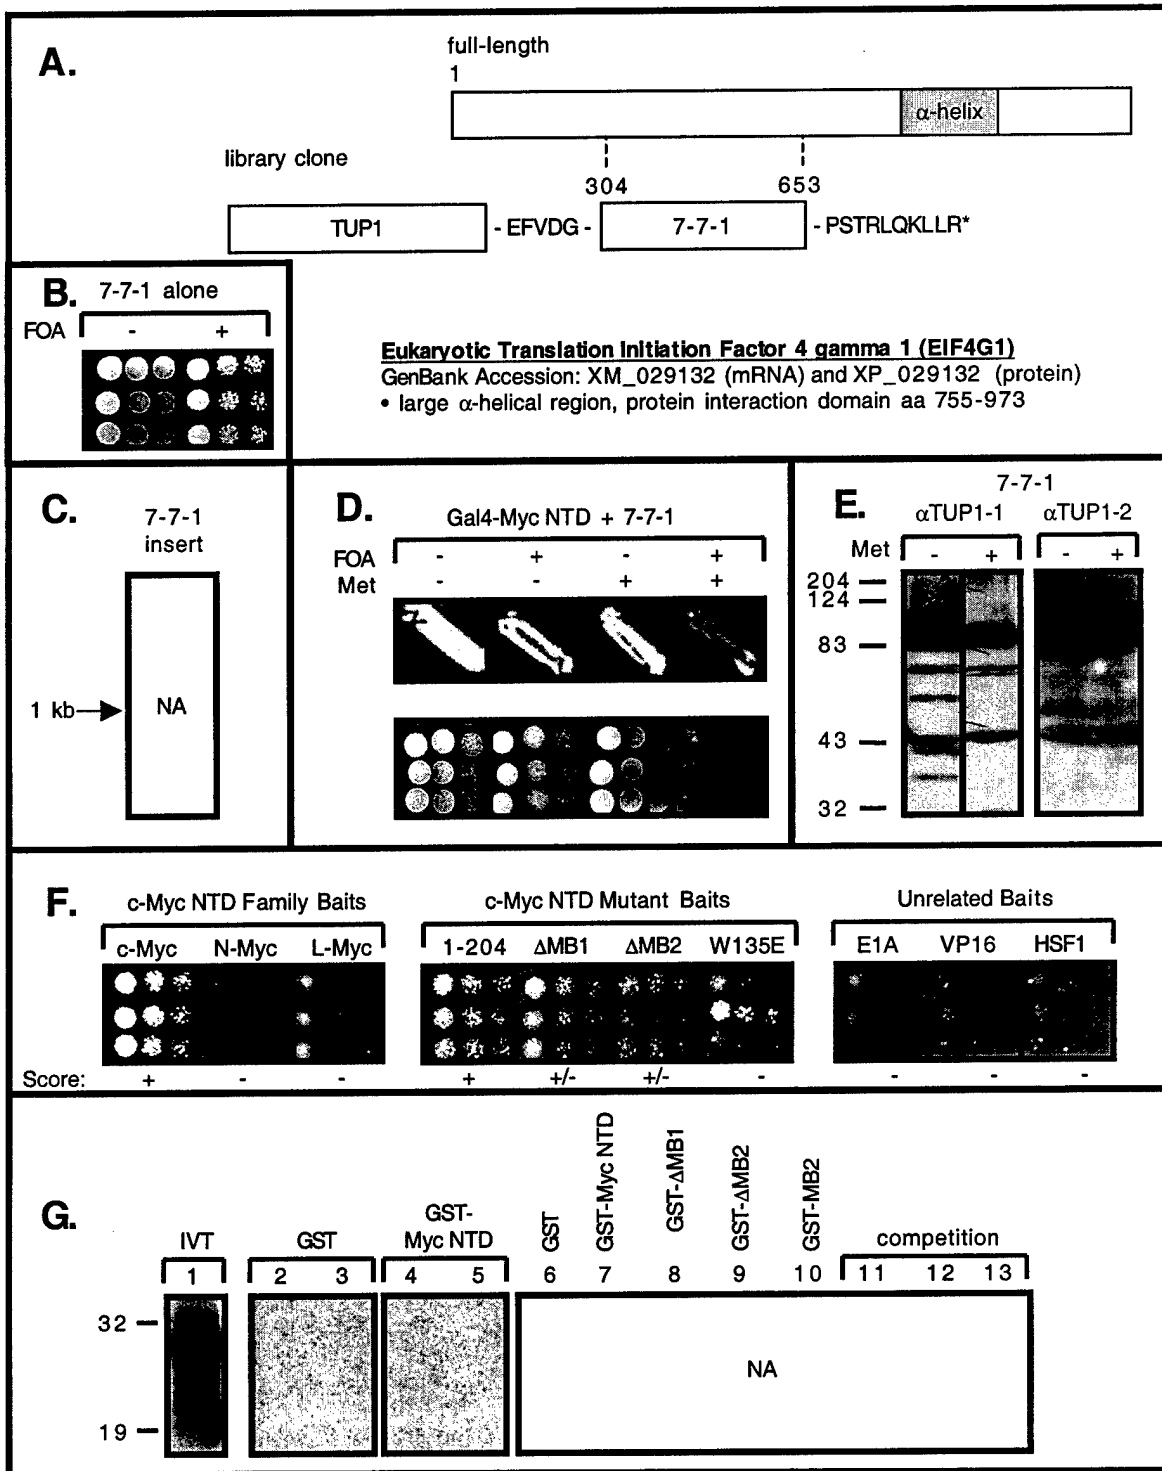 A.
full-length
1
α-helix
library clone
304 653
TUP1 - EFVDG - 7-7-1 - PSTRLQKLLR*
B. 7-7-1 alone
FOA - +
Eukaryotic Translation Initiation Factor 4 gamma 1 (EIF4G1)
GenBank Accession: XM_029132 (mRNA) and XP_029132 (protein)
• large α-helical region, protein interaction domain aa 755-973
C.
7-7-1
insert
1 kb
NA
D.
Gal4-Myc NTD + 7-7-1
FOA - + - +
Met - - + +
E.
7-7-1
αTUP1-1 αTUP1-2
Met - + - +
204
124
83
43
32
F.
c-Myc NTD Family Baits c-Myc NTD Mutant Baits Unrelated Baits
c-Myc N-Myc L-Myc 1-204 ΔMB1 ΔMB2 W135E E1A VP16 HSF1
Score: + - - + +/- +/- - - - -
G.
IVT GST GST-
Myc NTD
GST
GST-Myc NTD
GST-ΔMB1
GST-ΔMB2
GST-MB2
competition
1 2 3 4 5 6 7 8 9 10 11 12 13
32
19
NA